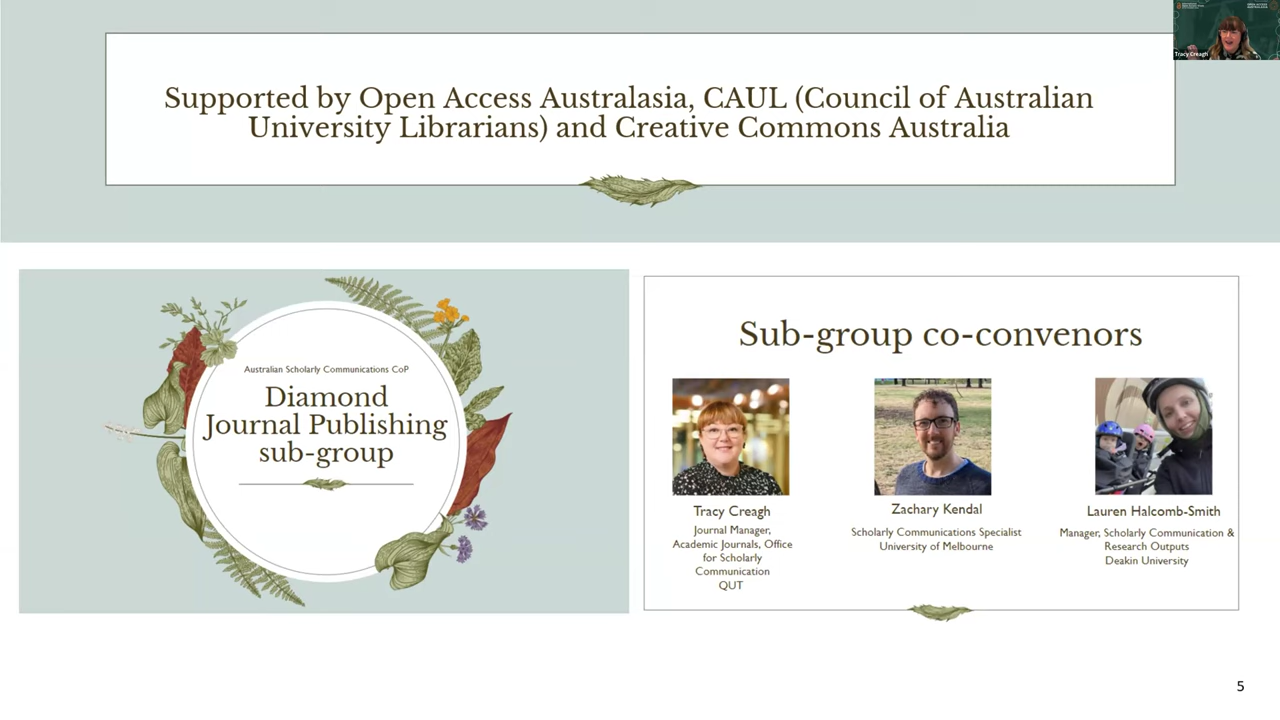 Supported by Open Access Australasia, CAUL (Council of Australian
University Librarians) and Creative Commons Australia
Tracy Creagh
Australian Scholarly Communications CoP
Diamond
Journal Publishing
sub-group
Sub-group co-convenors
Tracy Creagh
Journal Manager,
Academic Journals, Office
for Scholarly
Communication
QUT
Zachary Kendal
Scholarly Communications Specialist
University of Melbourne
Lauren Halcomb-Smith
Manager, Scholarly Communication &
Research Outputs
Deakin University
5